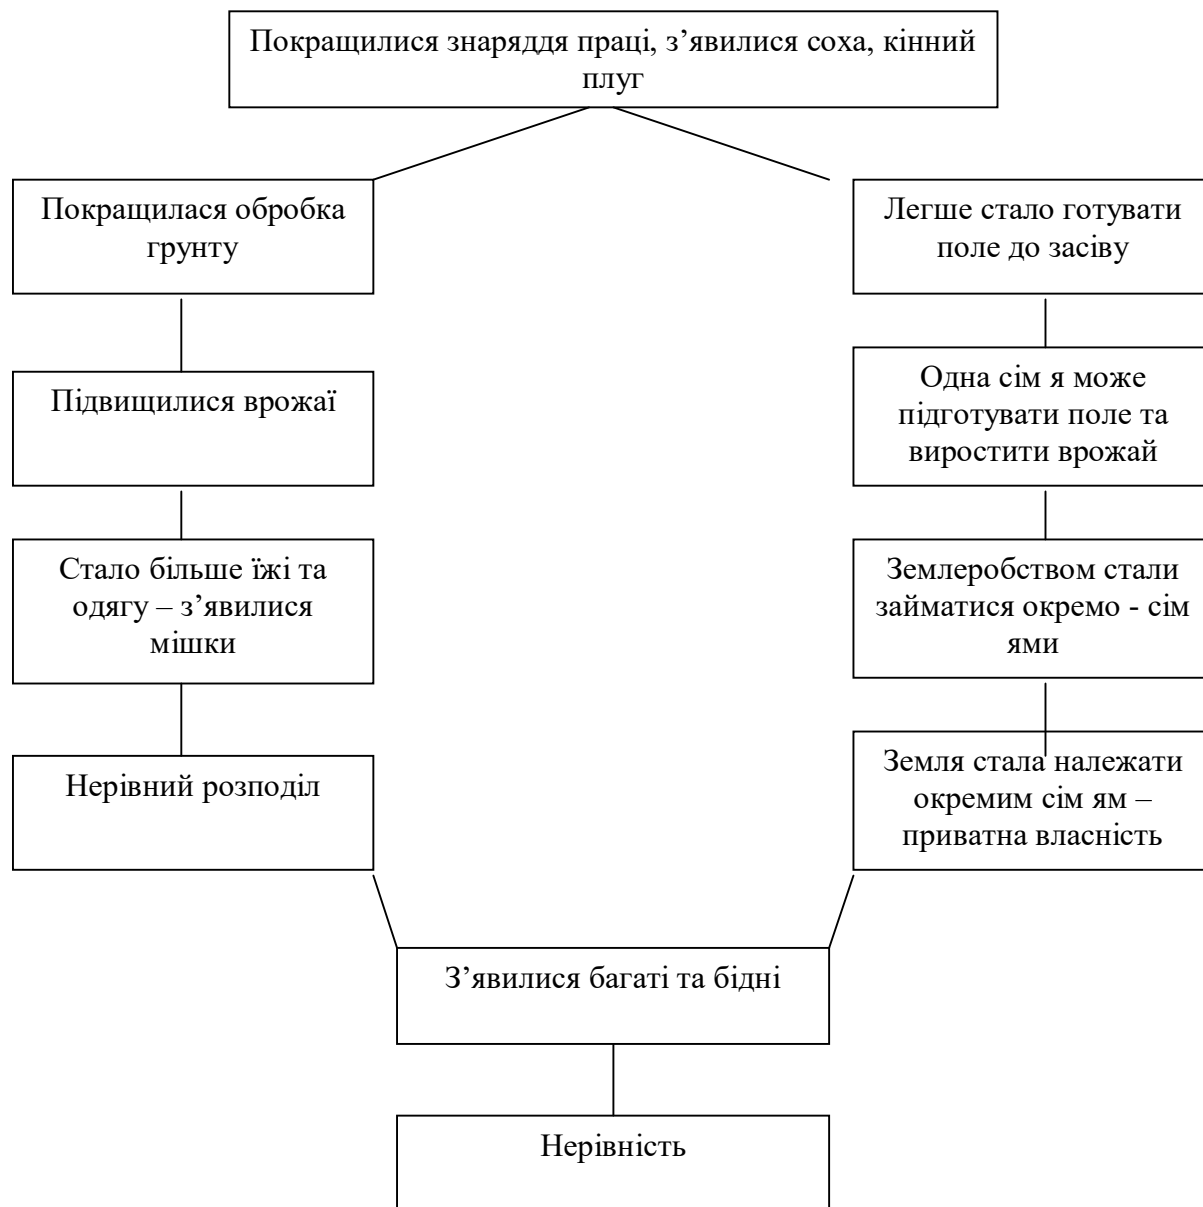 Покращилися знаряддя праці, з’явилися соха, кінний
плуг
Покращилася обробка
грунту
Легше стало готувати
поле до засіву
Підвищилися врожаї
Одна сім я може
підготувати поле та
виростити врожай
Стало більше їжі та
одягу – з’явилися
мішки
Землеробством стали
займатися окремо - сім
ями
Нерівний розподіл
Земля стала належати
окремим сім ям –
приватна власність
З’явилися багаті та бідні
Нерівність